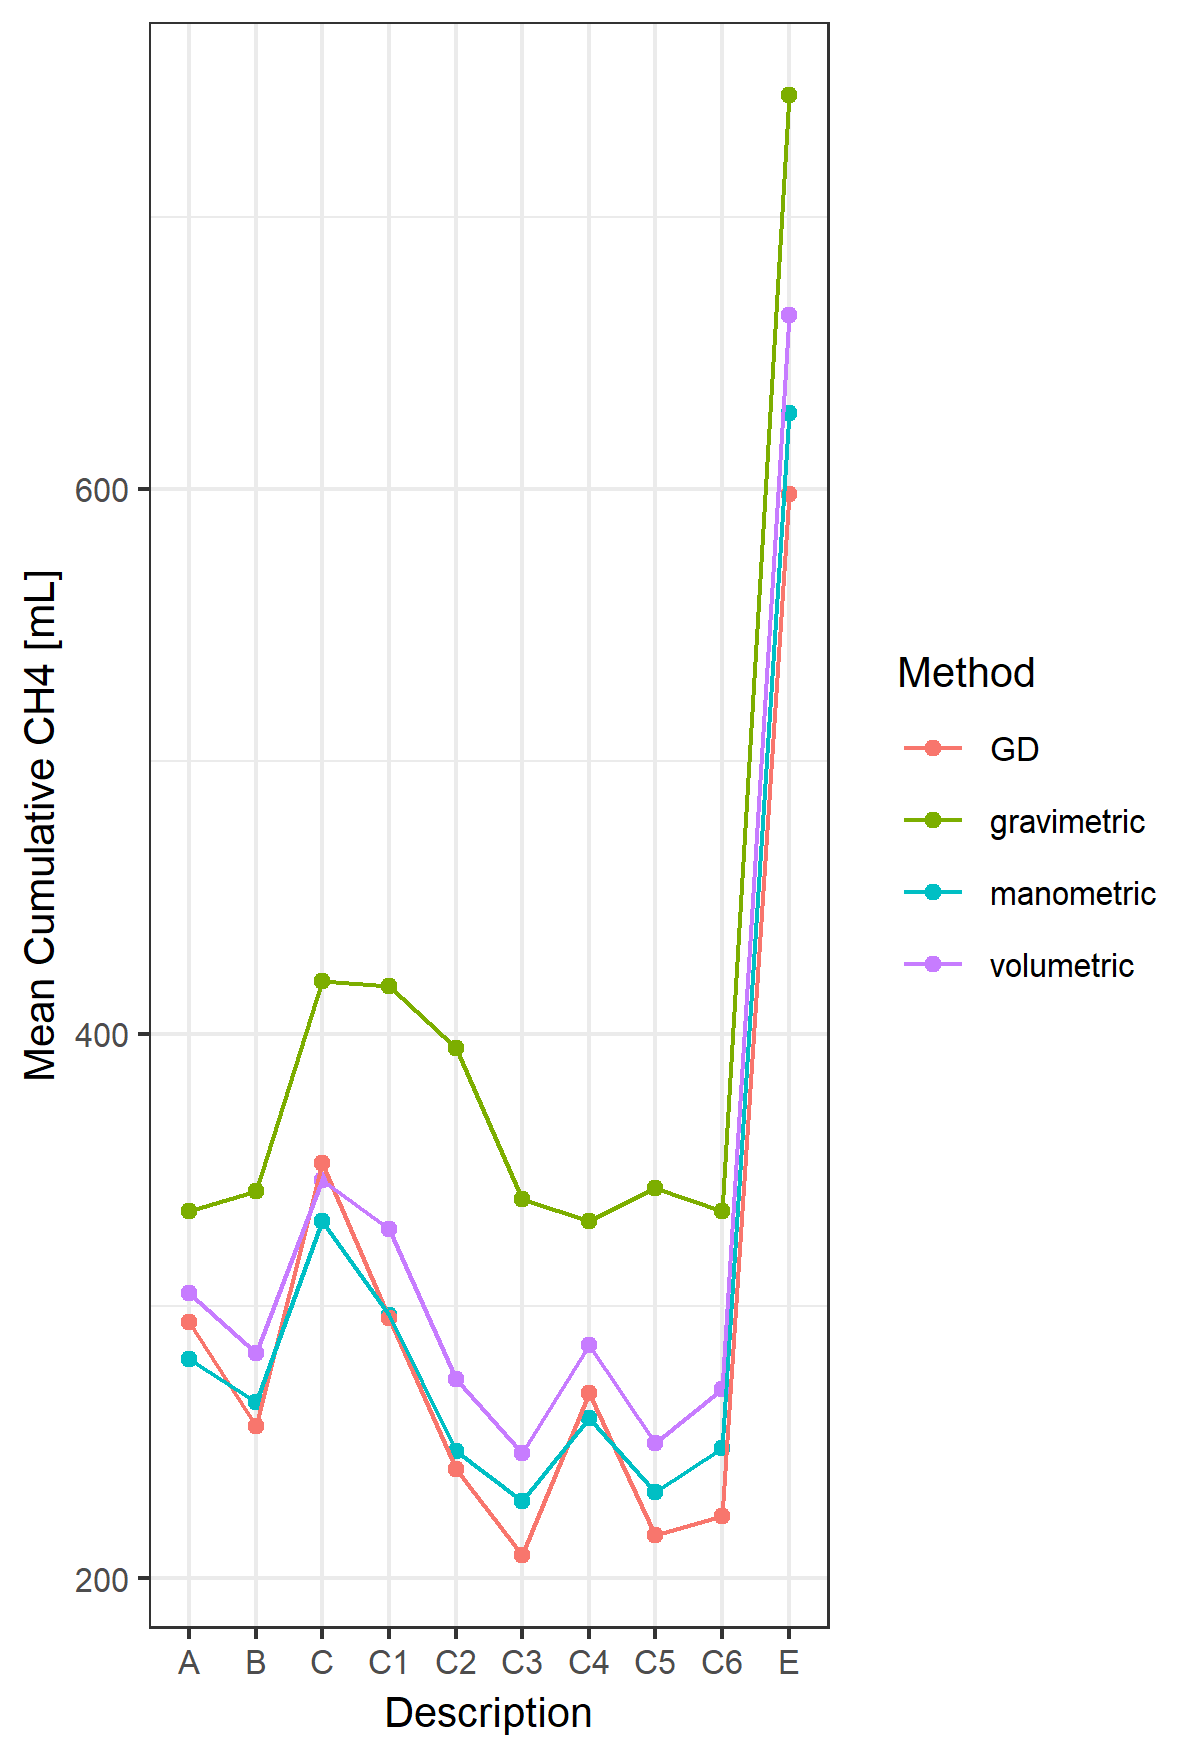 Mean Cumulative CH4 [mL]
600
400
200
A B C C1 C2 C3 C4 C5 C6 E
Description
Method
GD
gravimetric
manometric
volumetric